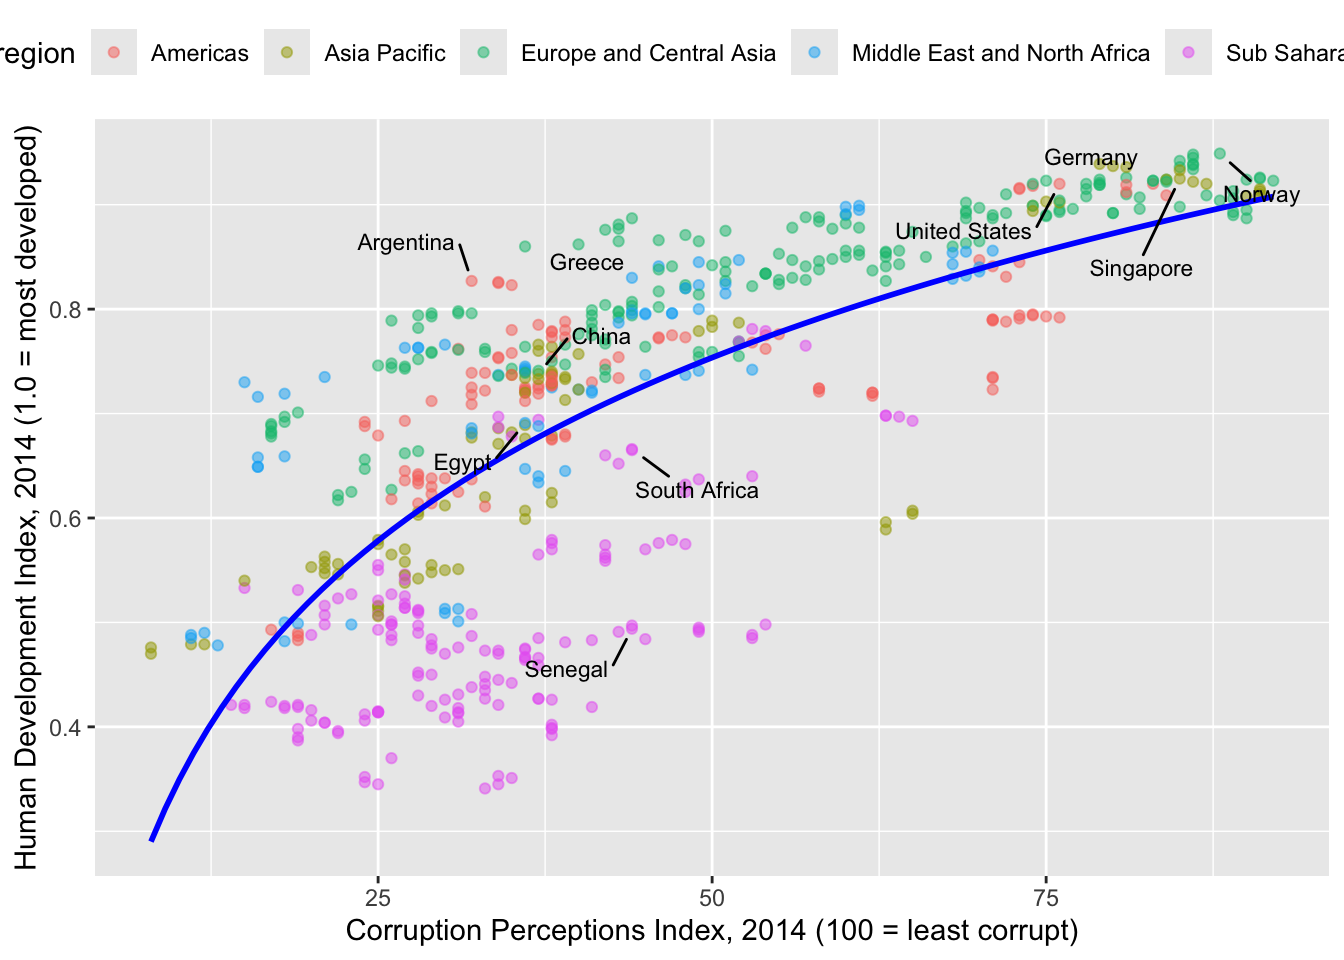 region Americas Asia Pacific Europe and Central Asia Middle East and North Africa Sub Sahara
Human Development Index, 2014 (1.0 = most developed)
0.8
0.6
0.4
Germany
Norway
United States
Argentina
Greece
Singapore
China
Egypt
South Africa
Senegal
25 50 75
Corruption Perceptions Index, 2014 (100 = least corrupt)